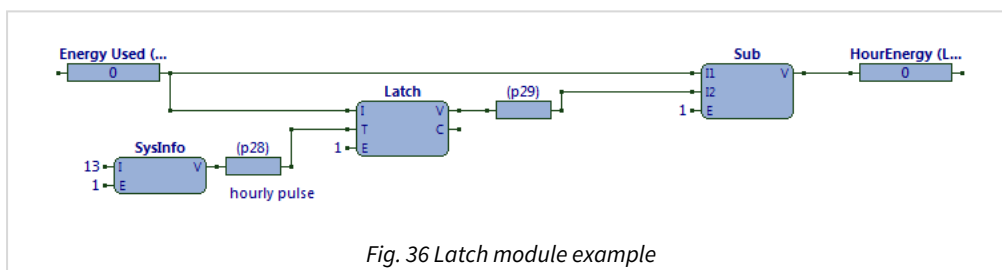 Energy Used (...
0
Sub
HourEnergy (L...
0
I1
V
I2
1
E
Latch
(p29)
I
V
T
C
1
E
SysInfo
(p28)
13
I
V
1
E
hourly pulse
Fig. 36 Latch module example